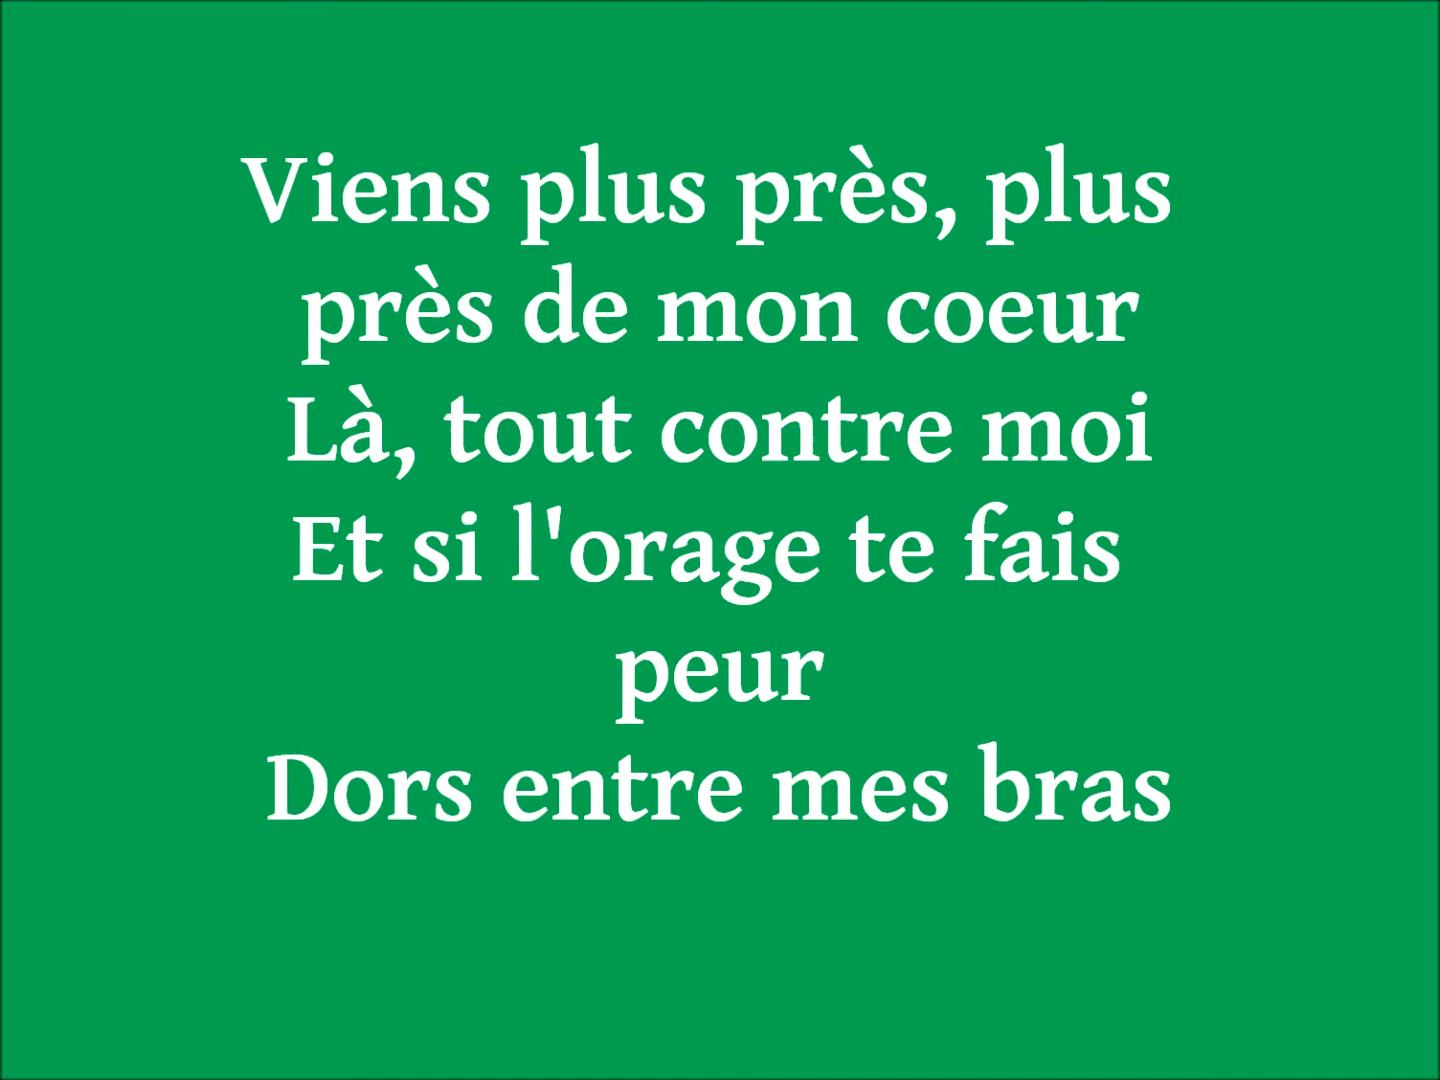 Viens plus près, plus
près de mon coeur
Là, tout contre moi
Et si l'orage te fais
peur
Dors entre mes bras